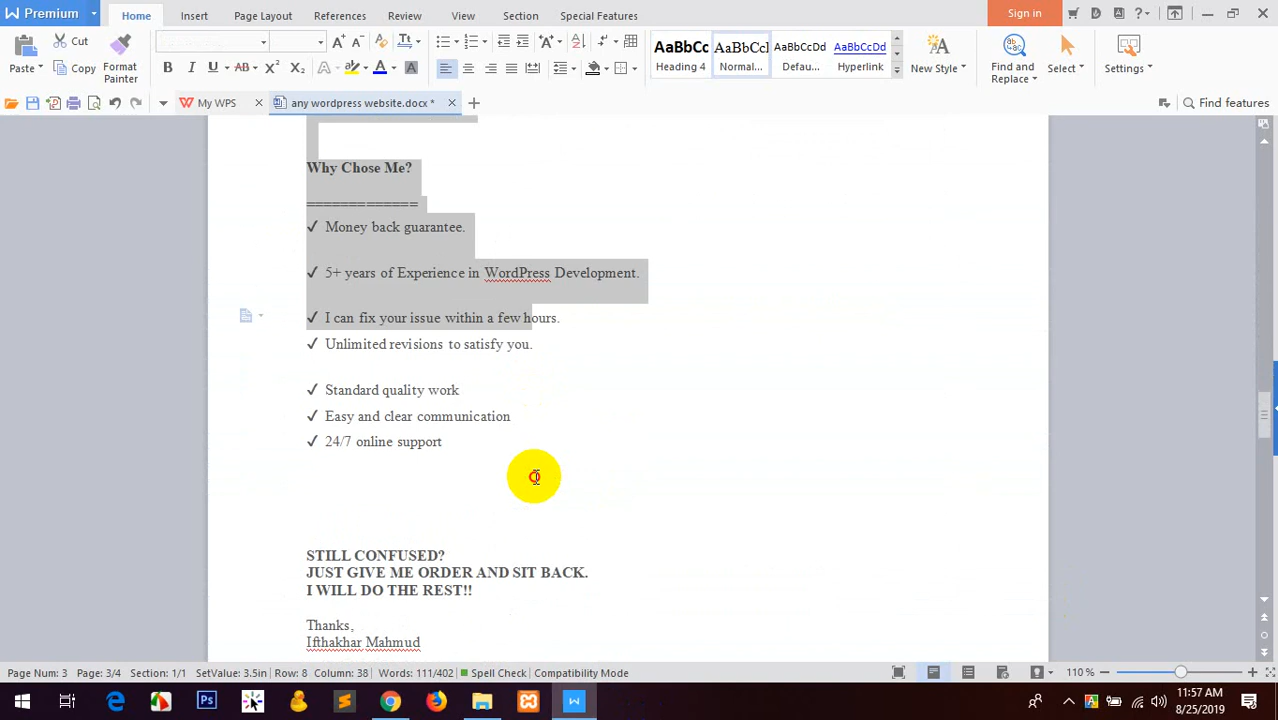 Premium
Home
Insert
Page Layout
References
Review
View
Section
Special Features
Sign in
Cut
Copy
Paste
Format
Painter
B I U AB X² X₂
AaBbCc
Heading 4
AaBbCcl
Normal...
AaBbCcDd
Defau...
AaBbCcDd
Hyperlink
New Style
Find and
Replace
Select
Settings
My WPS
any wordpress website.docx *
Find features
Why Chose Me?
=============
✓ Money back guarantee.
✓ 5+ years of Experience in WordPress Development.
✓ I can fix your issue within a few hours.
✓ Unlimited revisions to satisfy you.
✓ Standard quality work
✓ Easy and clear communication
✓ 24/7 online support
STILL CONFUSED?
JUST GIVE ME ORDER AND SIT BACK.
I WILL DO THE REST!!
Thanks,
Ifthakhar Mahmud
Page Num: 3 Page: 3/4 Section: 1/1 SetValue: 3.5in Row: 8 Column: 38 Words: 111/402 Spell Check Compatibility Mode 110 %
11:57 AM
8/25/2019